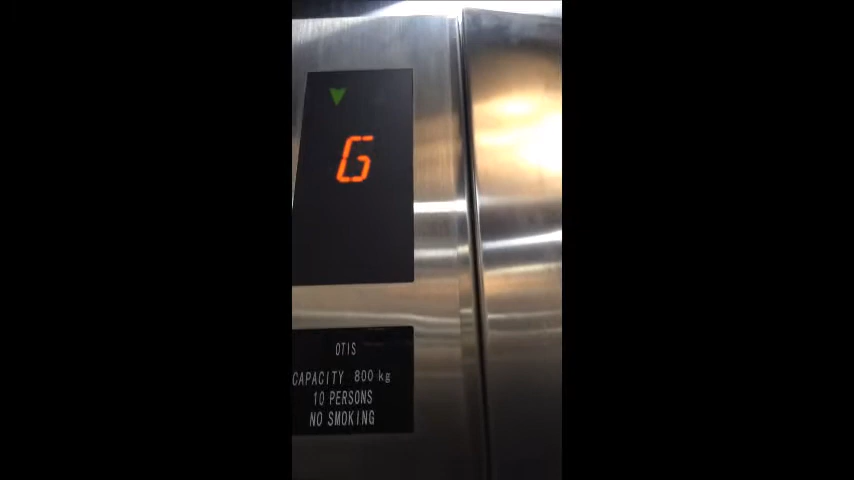 G
OTIS
CAPACITY 800 kg
10 PERSONS
NO SMOKING